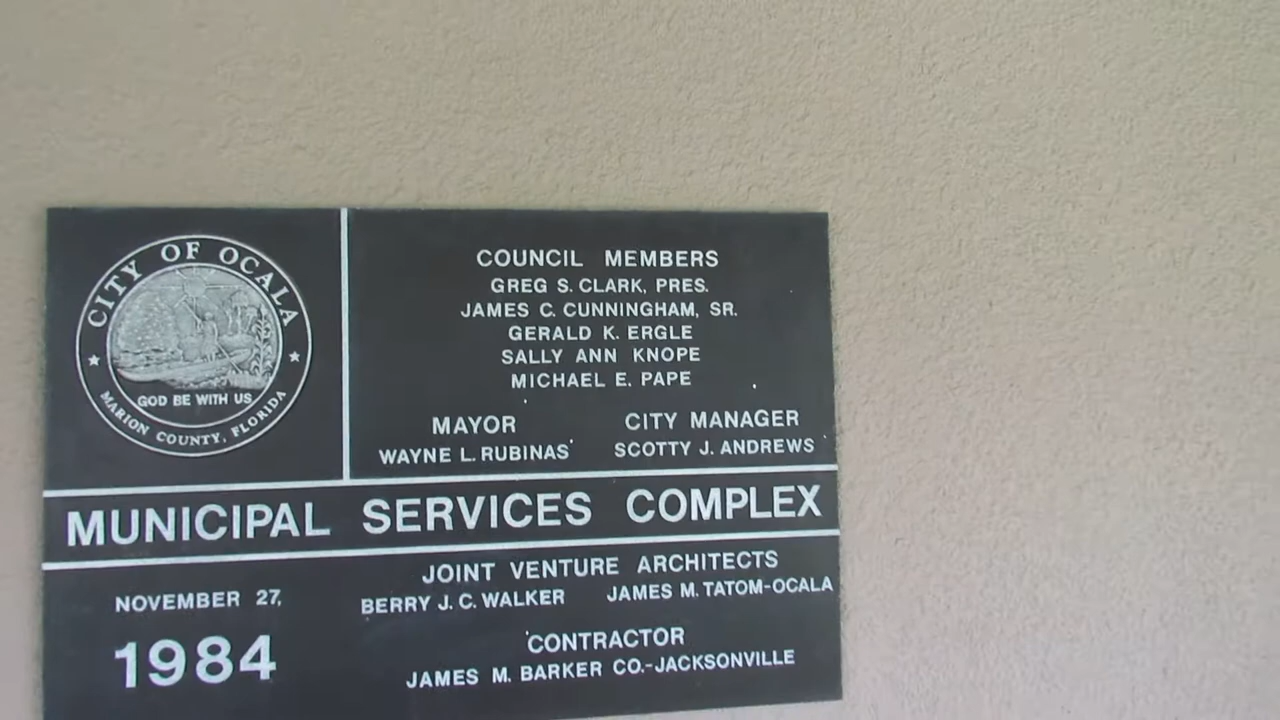 CITY OF OCALA
GOD BE WITH US
MARION COUNTY, FLORIDA
COUNCIL MEMBERS
GREG S. CLARK, PRES.
JAMES C. CUNNINGHAM, SR.
GERALD K. ERGLE
SALLY ANN KNOPE
MICHAEL E. PAPE
MAYOR CITY MANAGER
WAYNE L. RUBINAS SCOTTY J. ANDREWS
MUNICIPAL SERVICES COMPLEX
NOVEMBER 27,
1984
JOINT VENTURE ARCHITECTS
BERRY J. C. WALKER JAMES M. TATOM-OCALA
CONTRACTOR
JAMES M. BARKER CO.-JACKSONVILLE